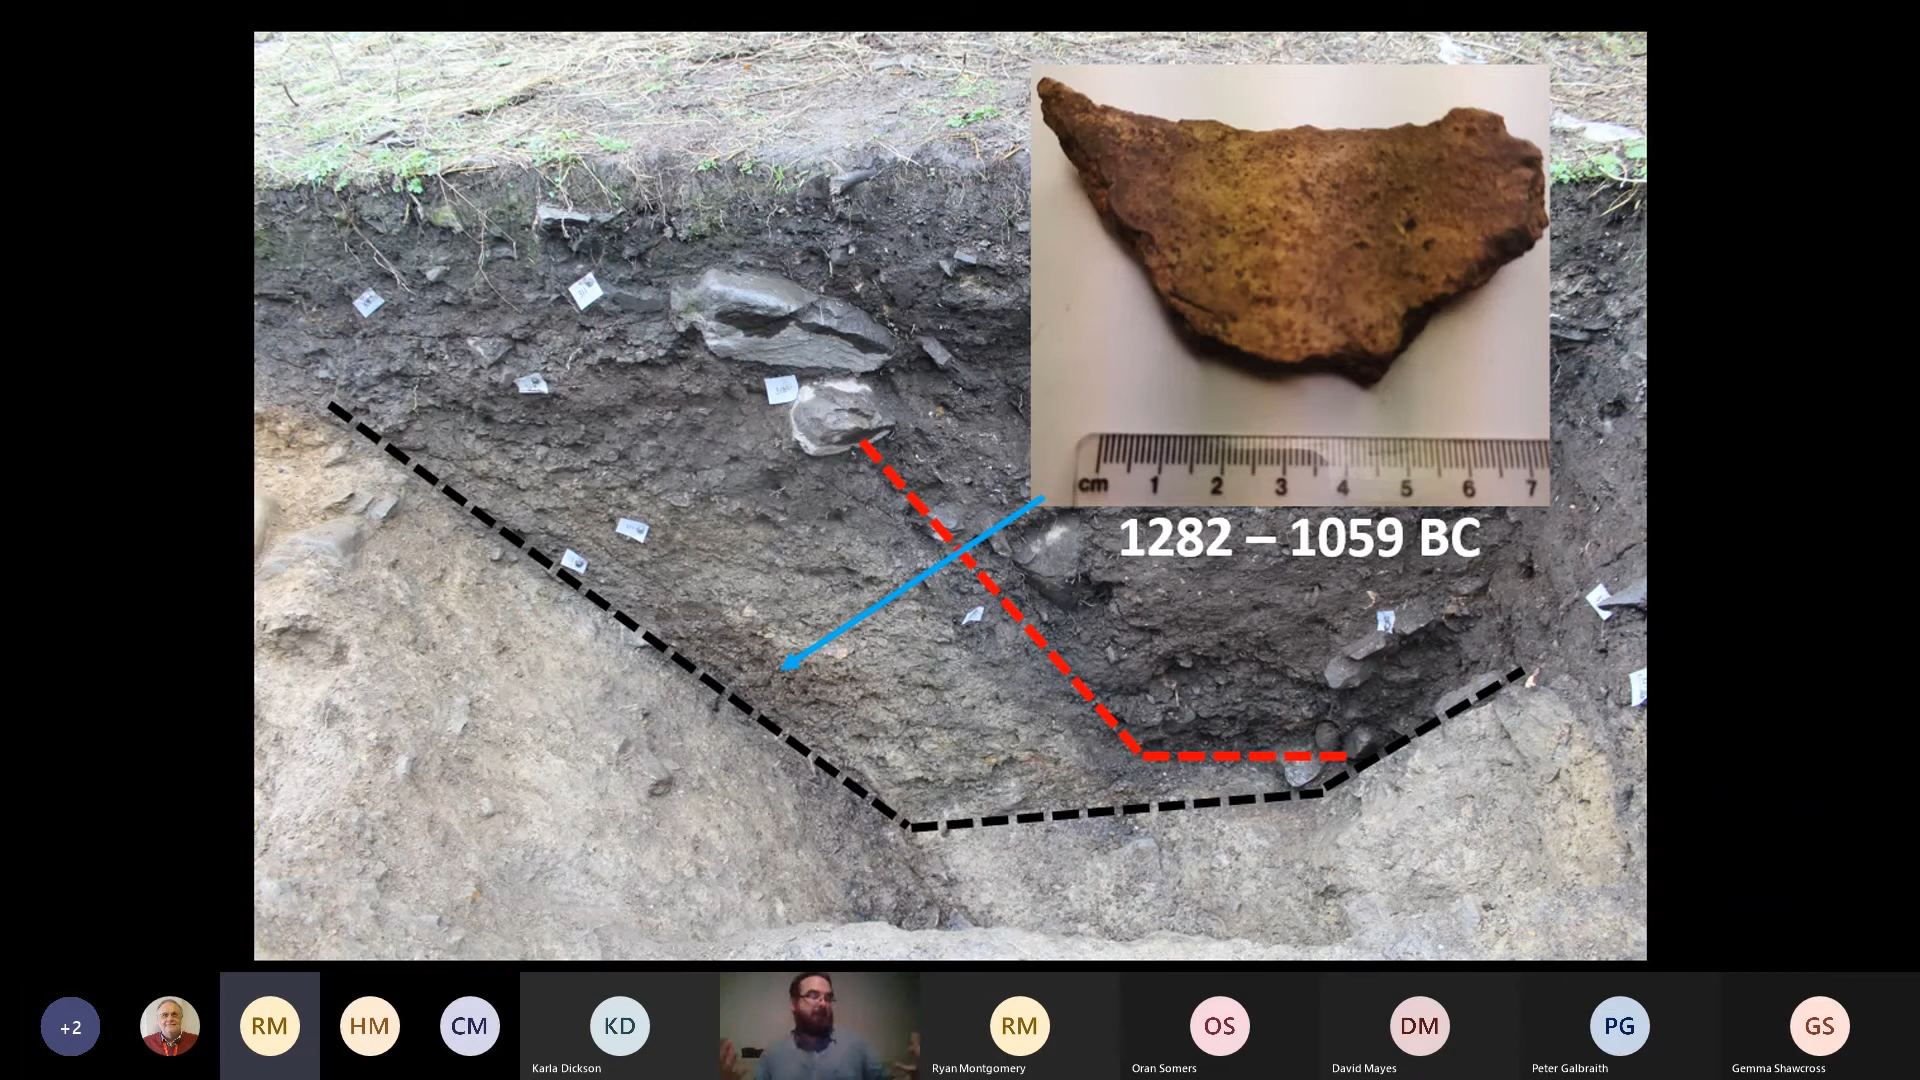 cm 1 2 3 4 5 6 7
1282 – 1059 BC
+2
RM
HM
CM
KD
Karla Dickson
RM
Ryan Montgomery
OS
Oran Somers
DM
David Mayes
PG
Peter Galbraith
GS
Gemma Shawcross